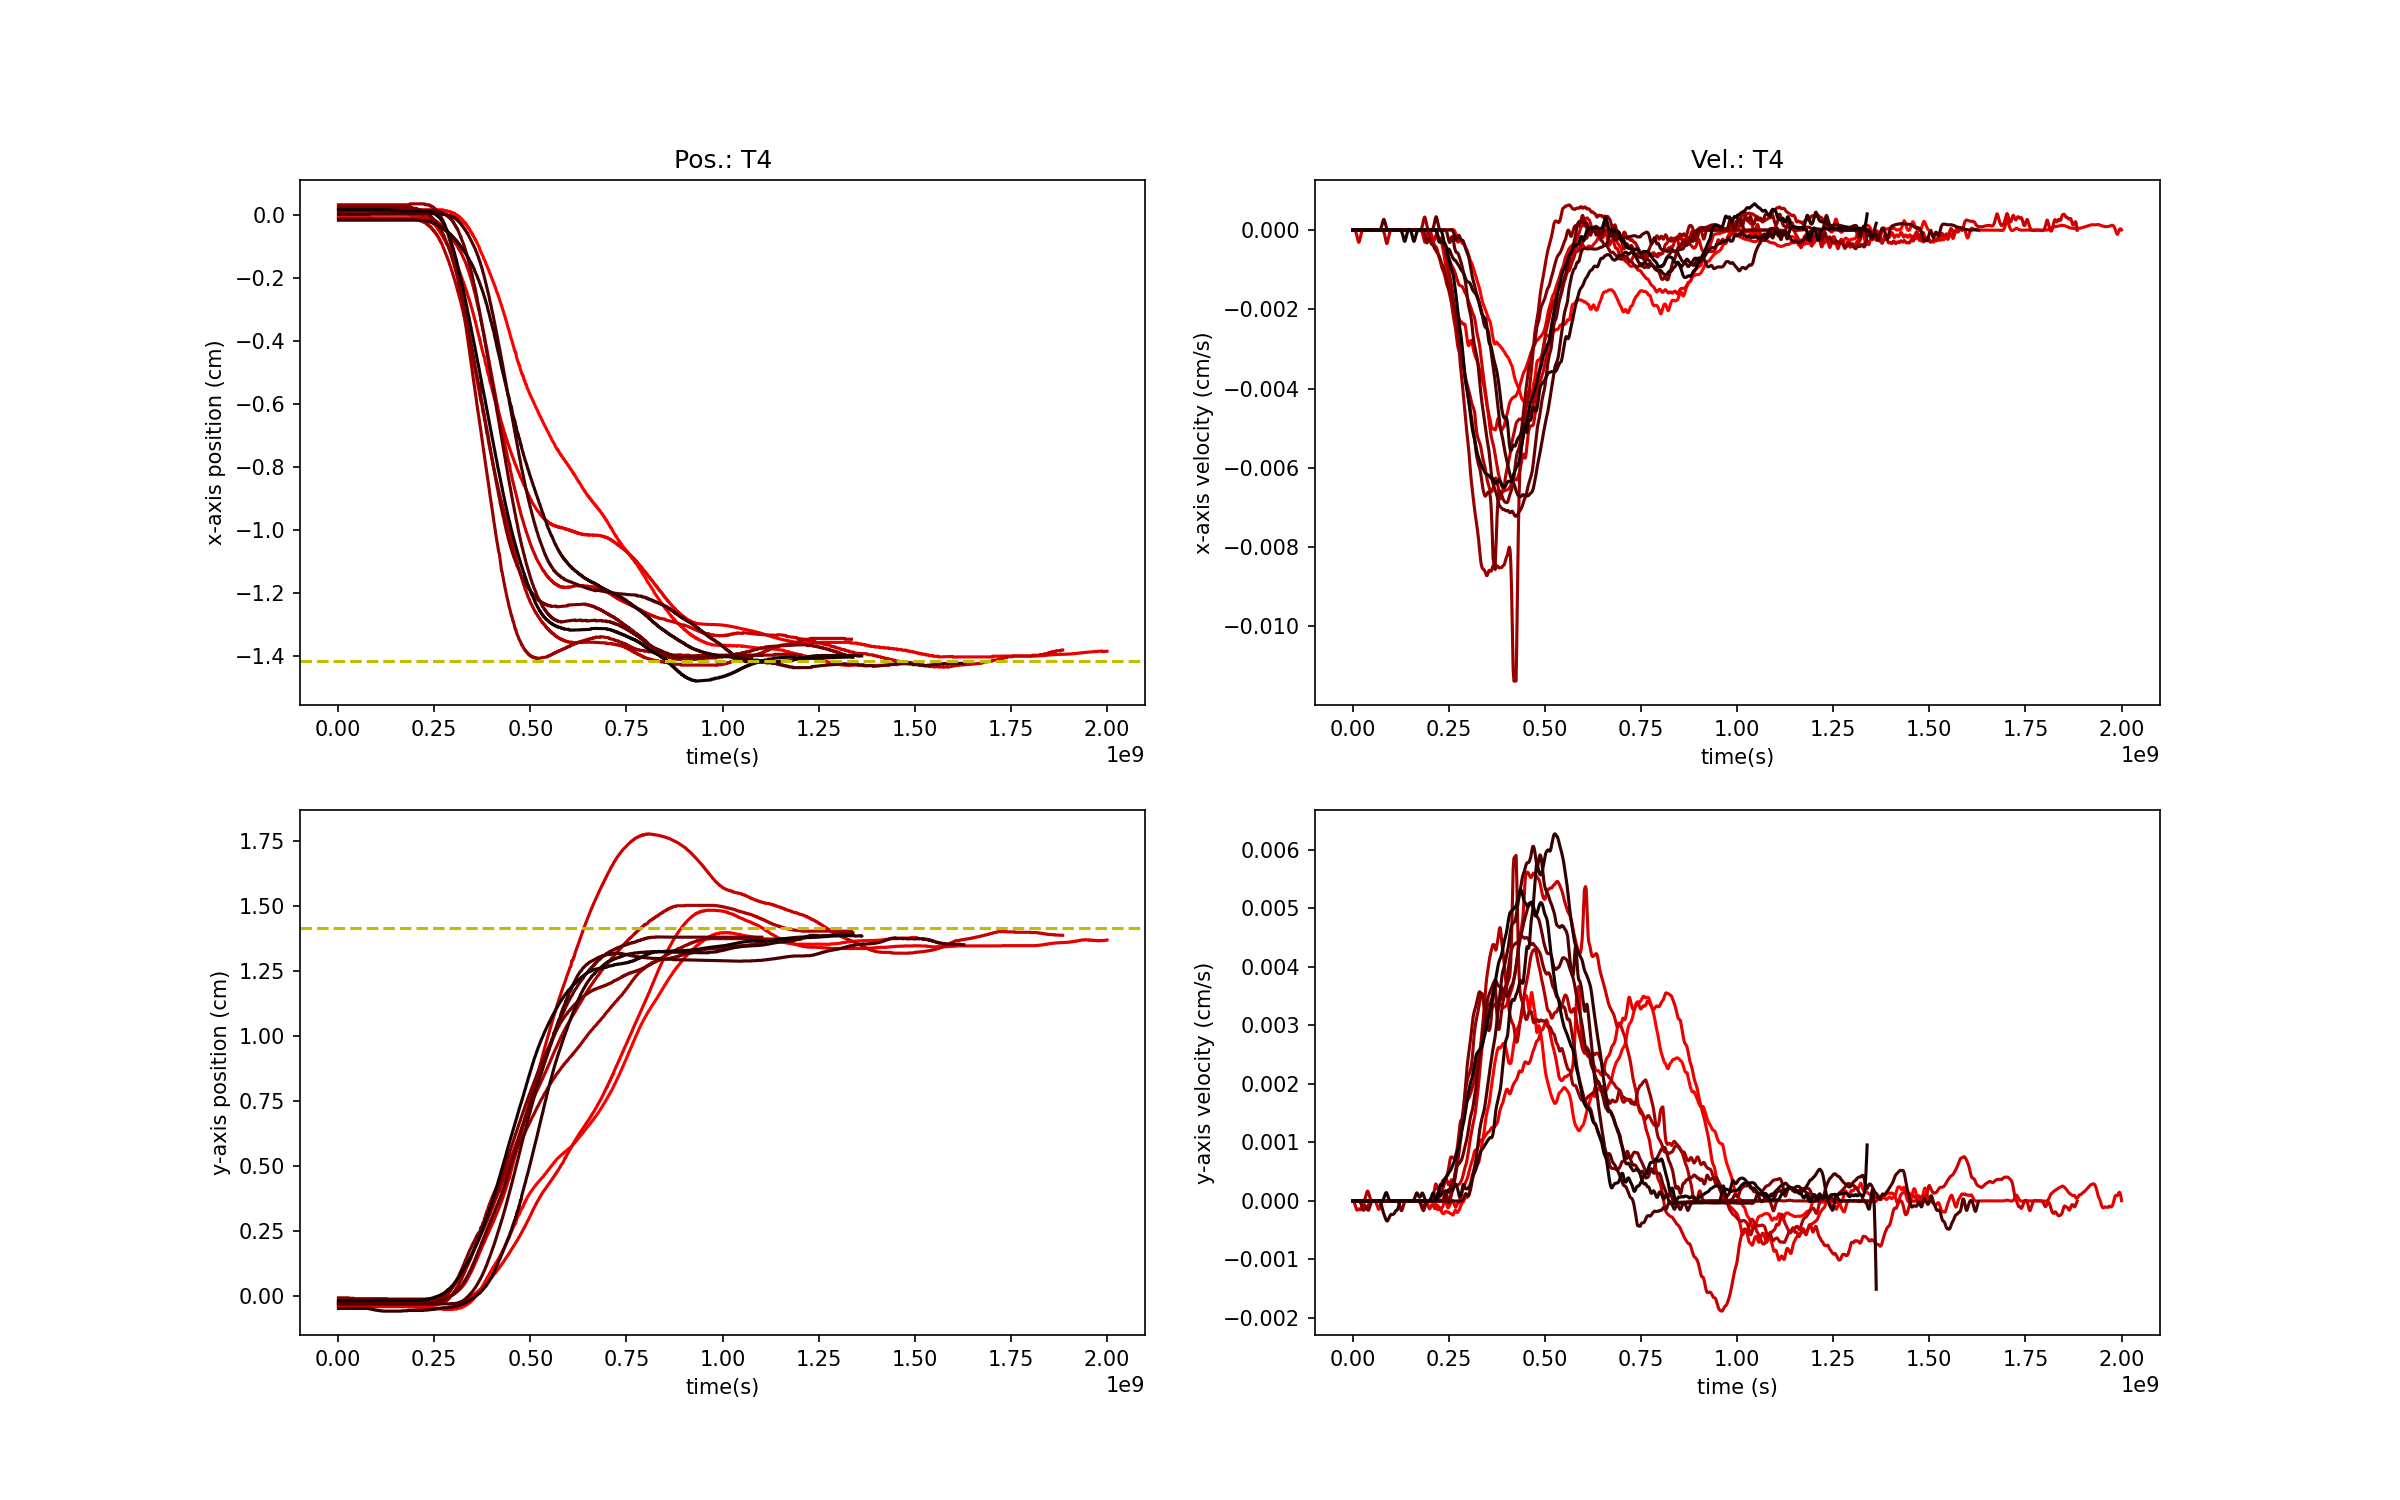 Pos.: T4
Vel.: T4
x-axis position (cm)
0.0
−0.2
−0.4
−0.6
−0.8
−1.0
−1.2
−1.4
0.00 0.25 0.50 0.75 1.00 1.25 1.50 1.75 2.00
1e9
time(s)
x-axis velocity (cm/s)
0.000
−0.002
−0.004
−0.006
−0.008
−0.010
0.00 0.25 0.50 0.75 1.00 1.25 1.50 1.75 2.00
1e9
time(s)
y-axis position (cm)
1.75
1.50
1.25
1.00
0.75
0.50
0.25
0.00
0.00 0.25 0.50 0.75 1.00 1.25 1.50 1.75 2.00
1e9
time(s)
y-axis velocity (cm/s)
0.006
0.005
0.004
0.003
0.002
0.001
0.000
−0.001
−0.002
0.00 0.25 0.50 0.75 1.00 1.25 1.50 1.75 2.00
1e9
time (s)